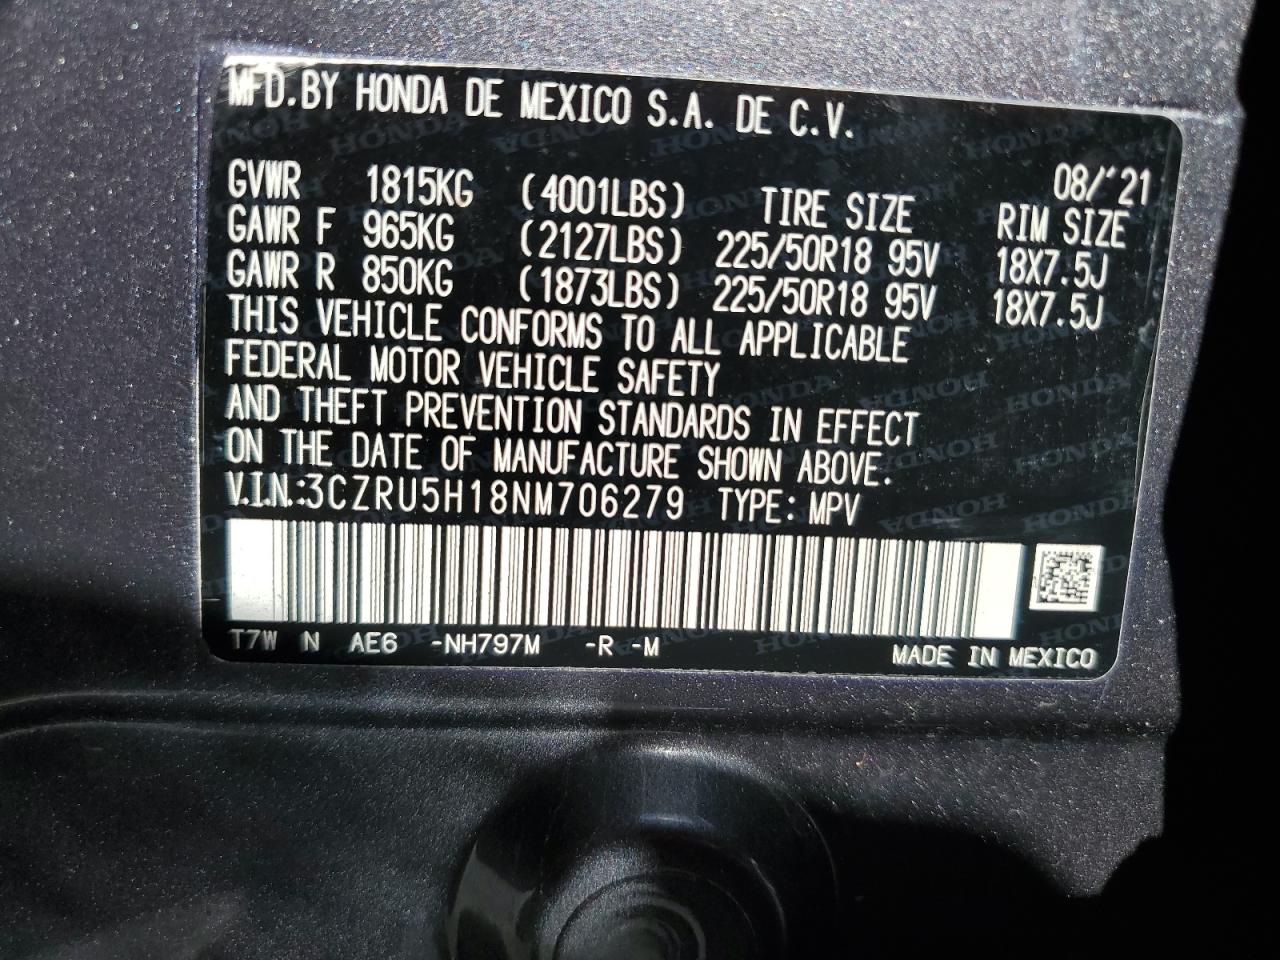 MFD. BY HONDA DE MEXICO S.A. DE C.V.
08/'21
GVWR 1815KG (4001LBS) TIRE SIZE RIM SIZE
GAWR F 965KG (2127LBS) 225/50R18 95V 18X7.5J
GAWR R 850KG (1873LBS) 225/50R18 95V 18X7.5J
THIS VEHICLE CONFORMS TO ALL APPLICABLE
FEDERAL MOTOR VEHICLE SAFETY
AND THEFT PREVENTION STANDARDS IN EFFECT
ON THE DATE OF MANUFACTURE SHOWN ABOVE.
V.I.N.:3CZRU5H18NM706279 TYPE: MPV
T7W N AE6 -NH797M -R -M
MADE IN MEXICO